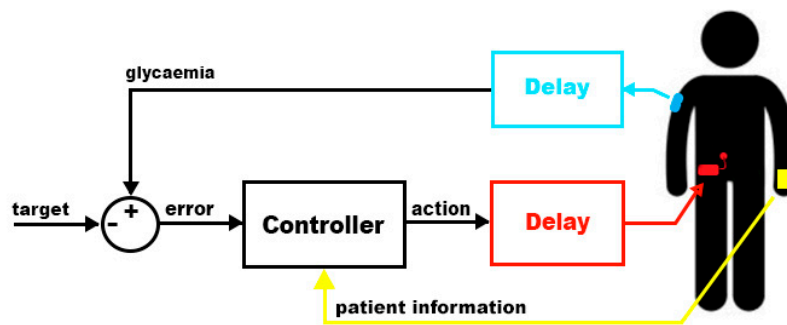 glycaemia
Delay
target
- +
error
Controller
action
Delay
patient information